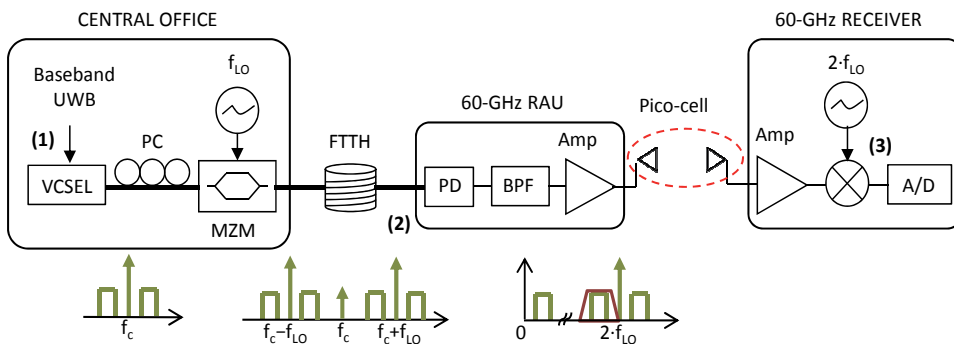 CENTRAL OFFICE
60-GHz RECEIVER
Baseband
UWB
f_LO
2·f_LO
60-GHz RAU
Pico-cell
(1)
PC
FTTH
Amp
Amp
(3)
VCSEL
PD
BPF
A/D
MZM
(2)
f_c
f_c−f_LO
f_c
f_c+f_LO
0
2·f_LO